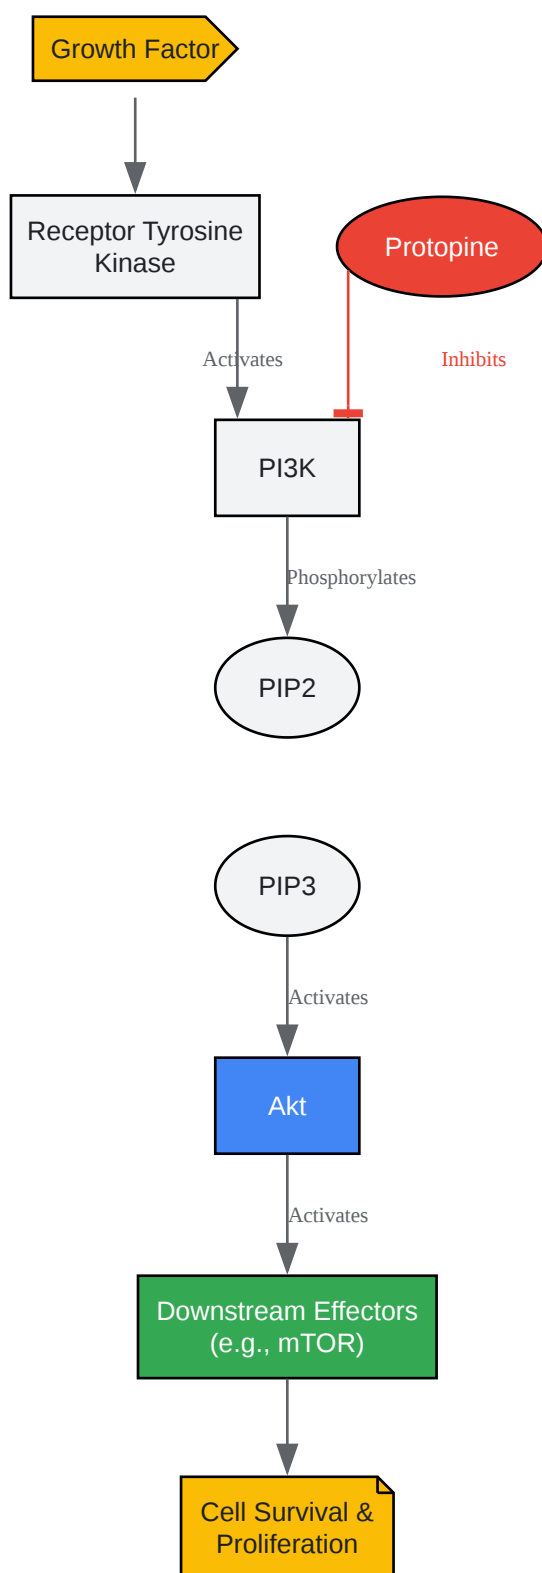 Growth Factor
Receptor Tyrosine
Kinase
Protopine
Activates
Inhibits
PI3K
Phosphorylates
PIP2
PIP3
Activates
Akt
Activates
Downstream Effectors
(e.g., mTOR)
Cell Survival &
Proliferation